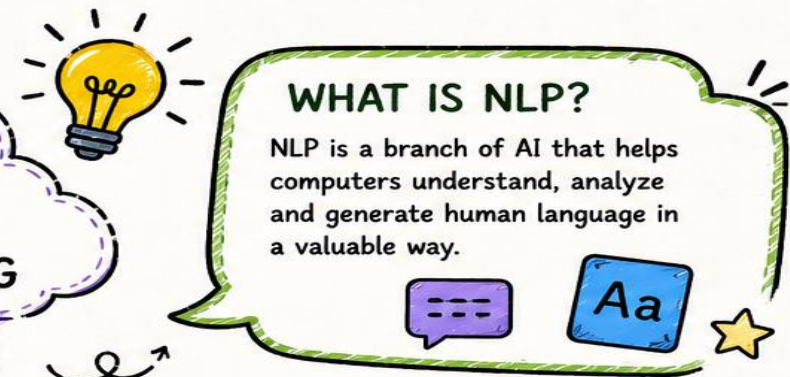 WHAT IS NLP?
NLP is a branch of AI that helps
computers understand, analyze
and generate human language in
a valuable way.
G
Aa